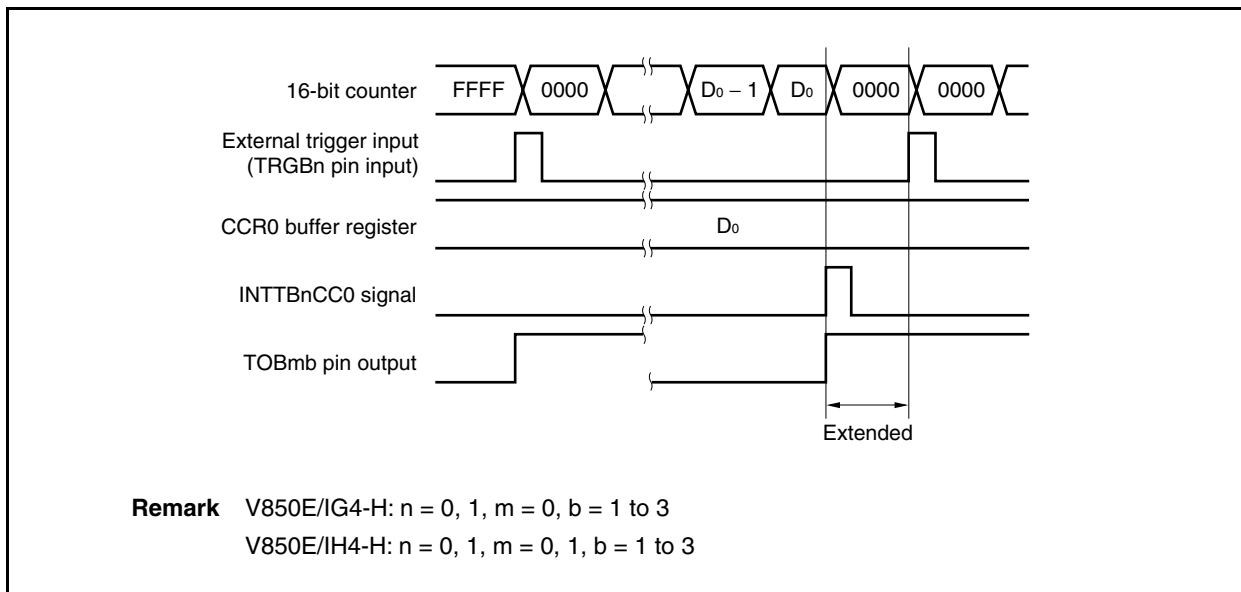 16-bit counter FFFF 0000 D₀ − 1 D₀ 0000 0000
External trigger input
(TRGBn pin input)
CCR0 buffer register D₀
INTTBnCC0 signal
TOBmb pin output
Extended
Remark V850E/IG4-H: n = 0, 1, m = 0, b = 1 to 3
V850E/IH4-H: n = 0, 1, m = 0, 1, b = 1 to 3